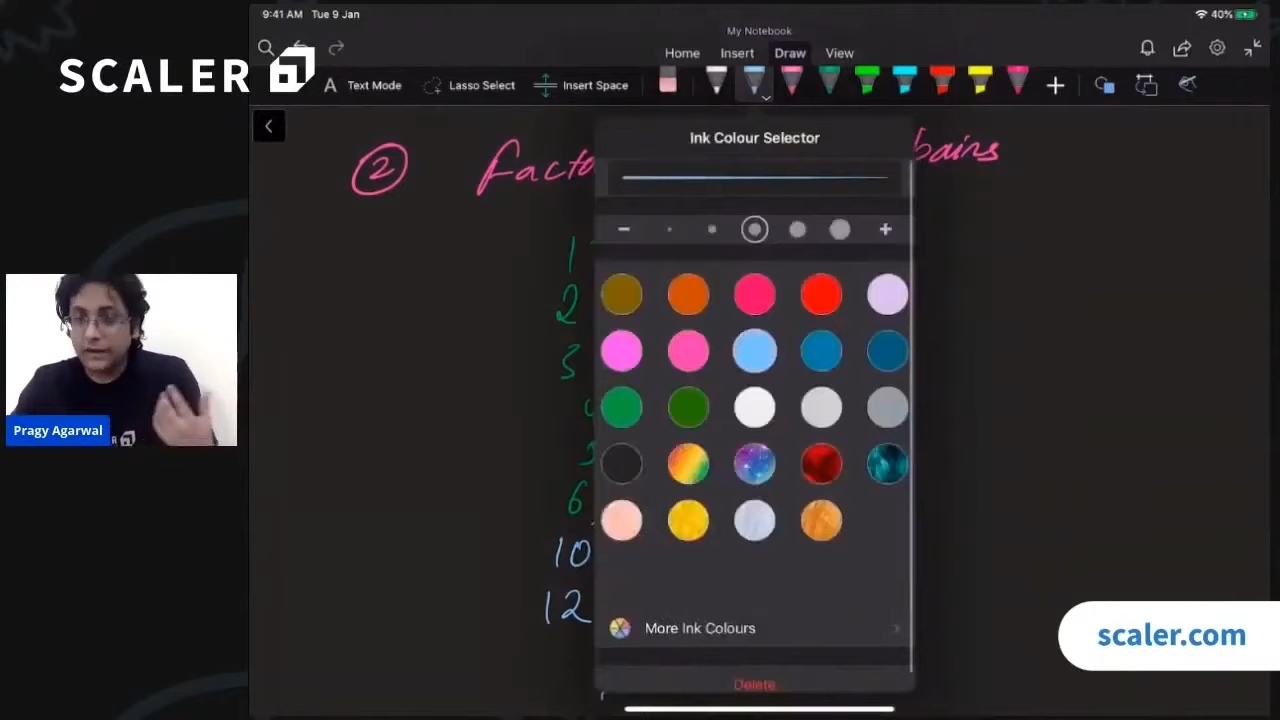 9:41 AM Tue 9 Jan
40%
My Notebook
Home Insert Draw View
SCALER
Text Mode Lasso Select Insert Space
Ink Colour Selector
2
1
2
3
6
10
12
Pragy Agarwal
More Ink Colours
scaler.com
Delete